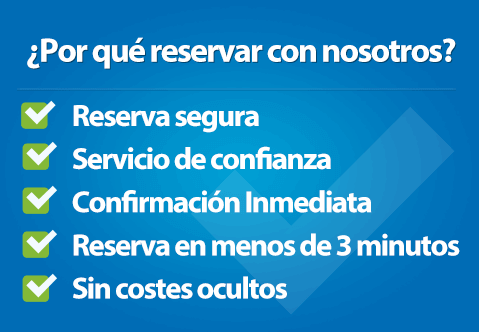 ¿Por qué reservar con nosotros?
Reserva segura
Servicio de confianza
Confirmación Inmediata
Reserva en menos de 3 minutos
Sin costes ocultos